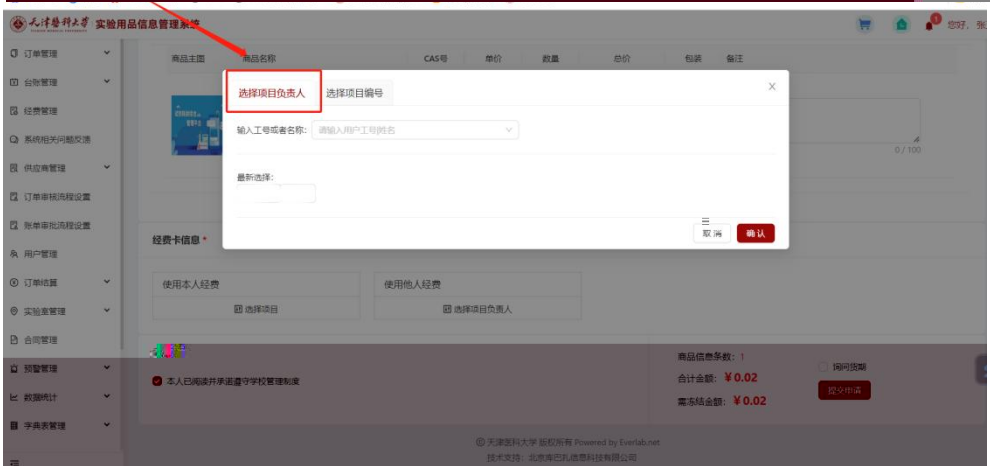 天津医科大学 实验用品信息管理系统
您好, 张
订单管理
台账管理
经费管理
系统相关问题反馈
供应商管理
订单审核流程设置
账单审批流程设置
用户管理
订单结算
实验室管理
合同管理
预警管理
数据统计
字典表管理
商品主图 商品名称 CAS号 单价 数量 总价 包装 备注
选择项目负责人 选择项目编号
输入工号或者名称: 请输入用户工号|姓名
0 / 100
最新选择:
取消 确认
经费卡信息 *
使用本人经费 使用他人经费
选择项目 选择项目负责人
本人已阅读并承诺遵守学校管理制度
商品信息条数: 1
合计金额: ¥0.02
需冻结金额: ¥0.02
询问货期
提交申请
© 天津医科大学 版权所有 Powered by Everlab.net
技术支持: 北京库巴扎信息科技有限公司